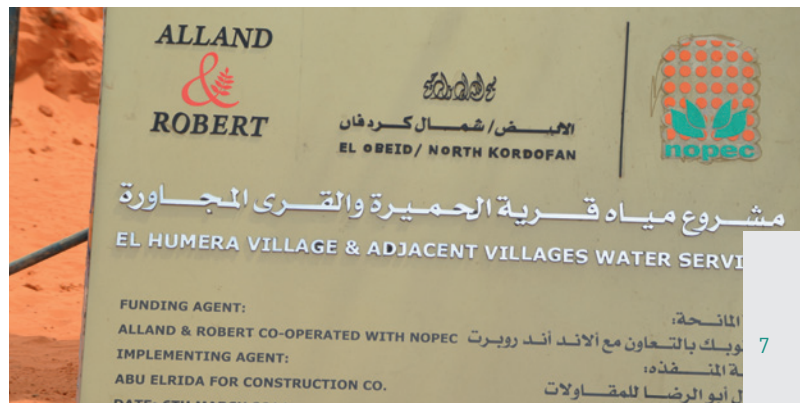 ALLAND
&
ROBERT
الابيض/شمال كردفان
EL OBEID/ NORTH KORDOFAN
nopec
مشروع مياه قرية الحميرة والقرى المجاورة
EL HUMERA VILLAGE & ADJACENT VILLAGES WATER SERVI
FUNDING AGENT:
المانحة:
ALLAND & ROBERT CO-OPERATED WITH NOPEC
بالتعاون مع ألاند أند روبرت
IMPLEMENTING AGENT:
المنفذه:
ABU ELRIDA FOR CONSTRUCTION CO.
أبو الرضا للمقاولات
7